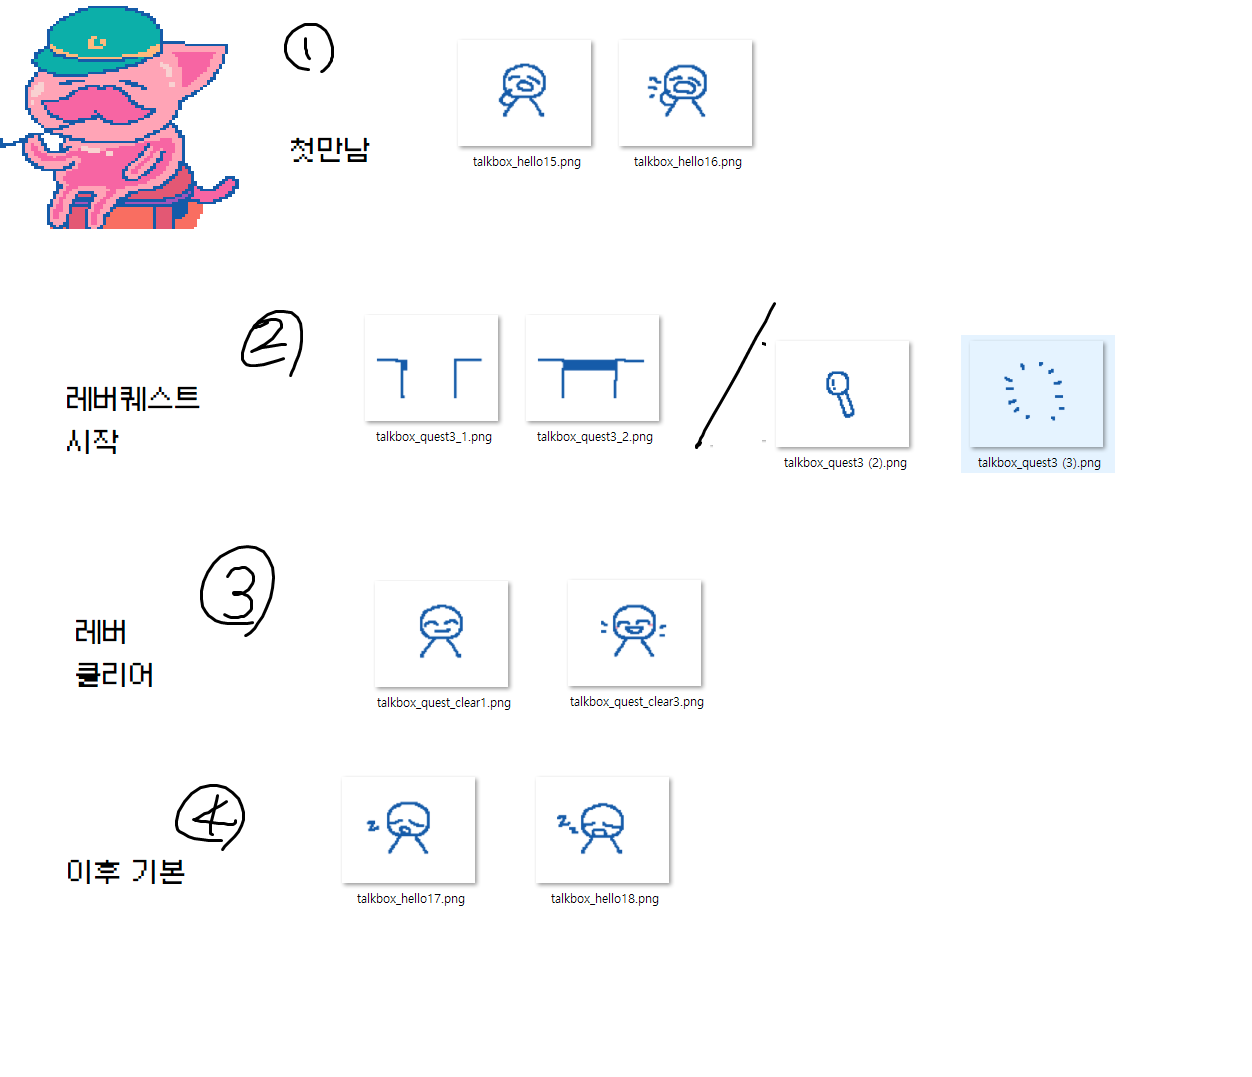 1
첫만남
talkbox_hello15.png
talkbox_hello16.png
2
레버퀘스트
시작
talkbox_quest3_1.png
talkbox_quest3_2.png
talkbox_quest3 (2).png
talkbox_quest3 (3).png
3
레버
클리어
talkbox_quest_clear1.png
talkbox_quest_clear3.png
4
이후 기본
zz
talkbox_hello17.png
zz
talkbox_hello18.png